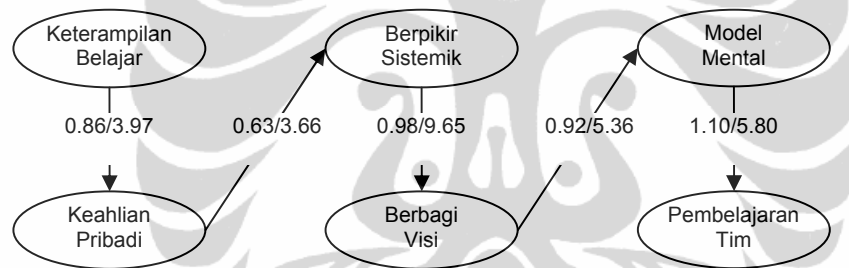 Keterampilan
Belajar
Berpikir
Sistemik
Model
Mental
0.86/3.97
0.63/3.66
0.98/9.65
0.92/5.36
1.10/5.80
Keahlian
Pribadi
Berbagi
Visi
Pembelajaran
Tim